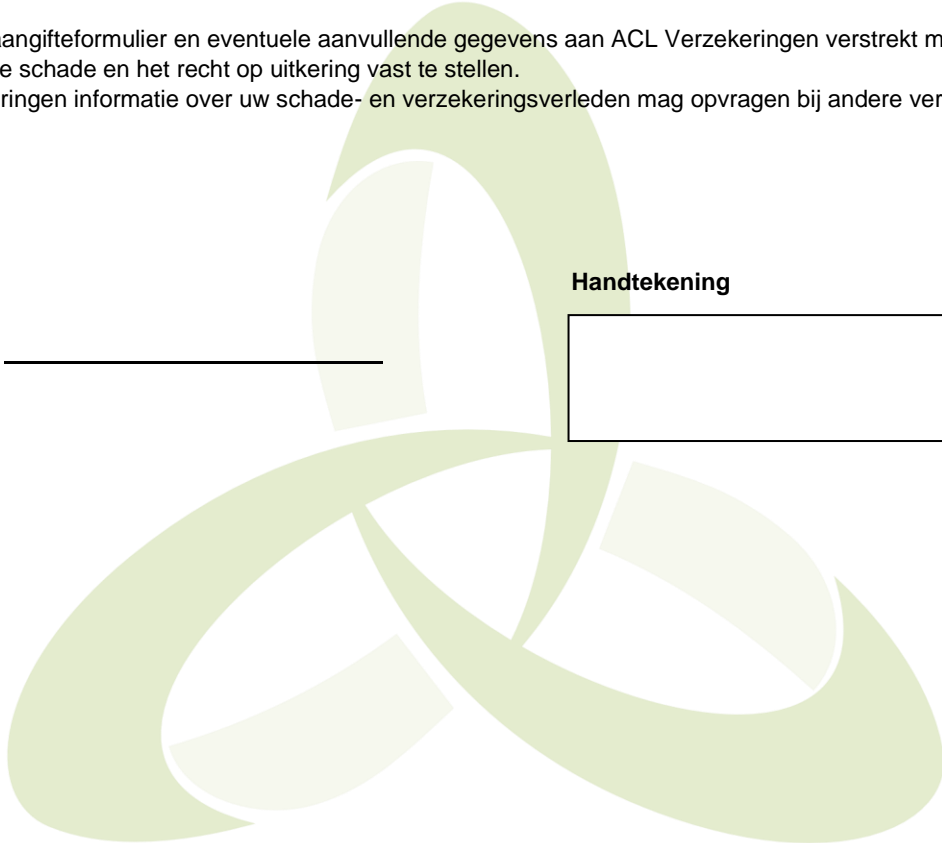 aangifteformulier en eventuele aanvullende gegevens aan ACL Verzekeringen verstrekt m
e schade en het recht op uitkering vast te stellen.
ringen informatie over uw schade- en verzekeringsverleden mag opvragen bij andere ver
Handtekening